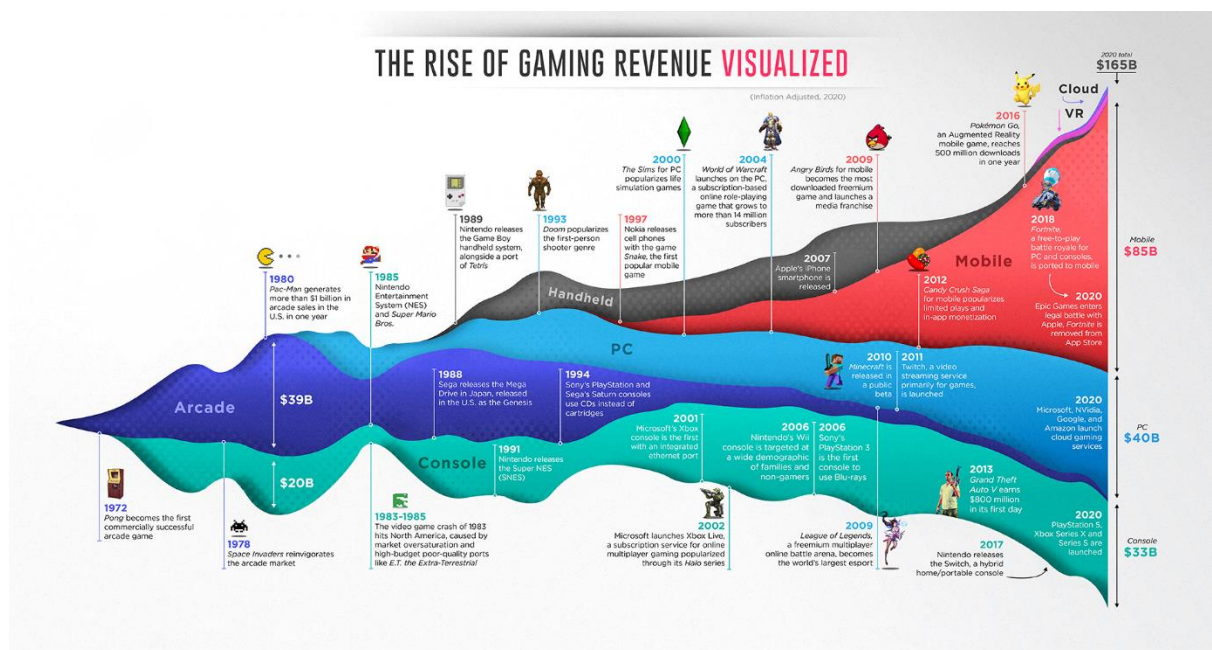 THE RISE OF GAMING REVENUE VISUALIZED
(Inflation Adjusted, 2020)
2020 total
$165B
Cloud
VR
2016
Pokémon Go,
an Augmented Reality
mobile game, reaches
500 million downloads
in one year
2000
The Sims for PC
popularizes life
simulation games
2004
World of Warcraft
launches on the PC,
a subscription-based
online role-playing
game that grows to
more than 14 million
subscribers
2009
Angry Birds for mobile
becomes the most
downloaded freemium
game and launches a
media franchise
1989
Nintendo releases
the Game Boy
handheld system,
alongside a port
of Tetris
1993
Doom popularizes
the first-person
shooter genre
1997
Nokia releases
cell phones
with the game
Snake, the first
popular mobile
game
1980
Pac-Man generates
more than $1 billion in
arcade sales in the
U.S. in one year
1985
Nintendo
Entertainment
System (NES)
and Super Mario
Bros.
2007
Apple's iPhone
smartphone is
released
Mobile
2018
Fortnite,
a free-to-play
battle royale for
PC and consoles,
is ported to mobile
Mobile
$85B
2012
Candy Crush Saga
for mobile popularizes
limited plays and
in-app monetization
2020
Epic Games enters
legal battle with
Apple, Fortnite is
removed from
App Store
Handheld
PC
Arcade
$39B
1988
Sega releases the Mega
Drive in Japan, released
in the U.S. as the Genesis
1994
Sony's PlayStation and
Sega's Saturn consoles
use CDs instead of
cartridges
2010
Minecraft is
released in
a public
beta
2011
Twitch, a video
streaming service
primarily for games,
is launched
2020
Microsoft, NVidia,
Google, and
Amazon launch
cloud gaming
services
PC
$40B
Console
$20B
1991
Nintendo releases
the Super NES
(SNES)
2001
Microsoft's Xbox
console is the first
with an integrated
ethernet port
2006
Nintendo's Wii
console is targeted at
a wide demographic
of families and
non-gamers
2006
Sony's
PlayStation 3
is the first
console to
use Blu-rays
2013
Grand Theft
Auto V earns
$800 million
in its first day
2020
PlayStation 5,
Xbox Series X and
Series S are
launched
Console
$33B
1972
Pong becomes the first
commercially successful
arcade game
1978
Space Invaders reinvigorates
the arcade market
1983-1985
The video game crash of 1983
hits North America, caused by
market oversaturation and
high-budget poor-quality ports
like E.T. the Extra-Terrestrial
2002
Microsoft launches Xbox Live,
a subscription service for online
multiplayer gaming popularized
through its Halo series
2009
League of Legends,
a freemium multiplayer
online battle arena, becomes
the world's largest esport
2017
Nintendo releases
the Switch, a hybrid
home/portable console